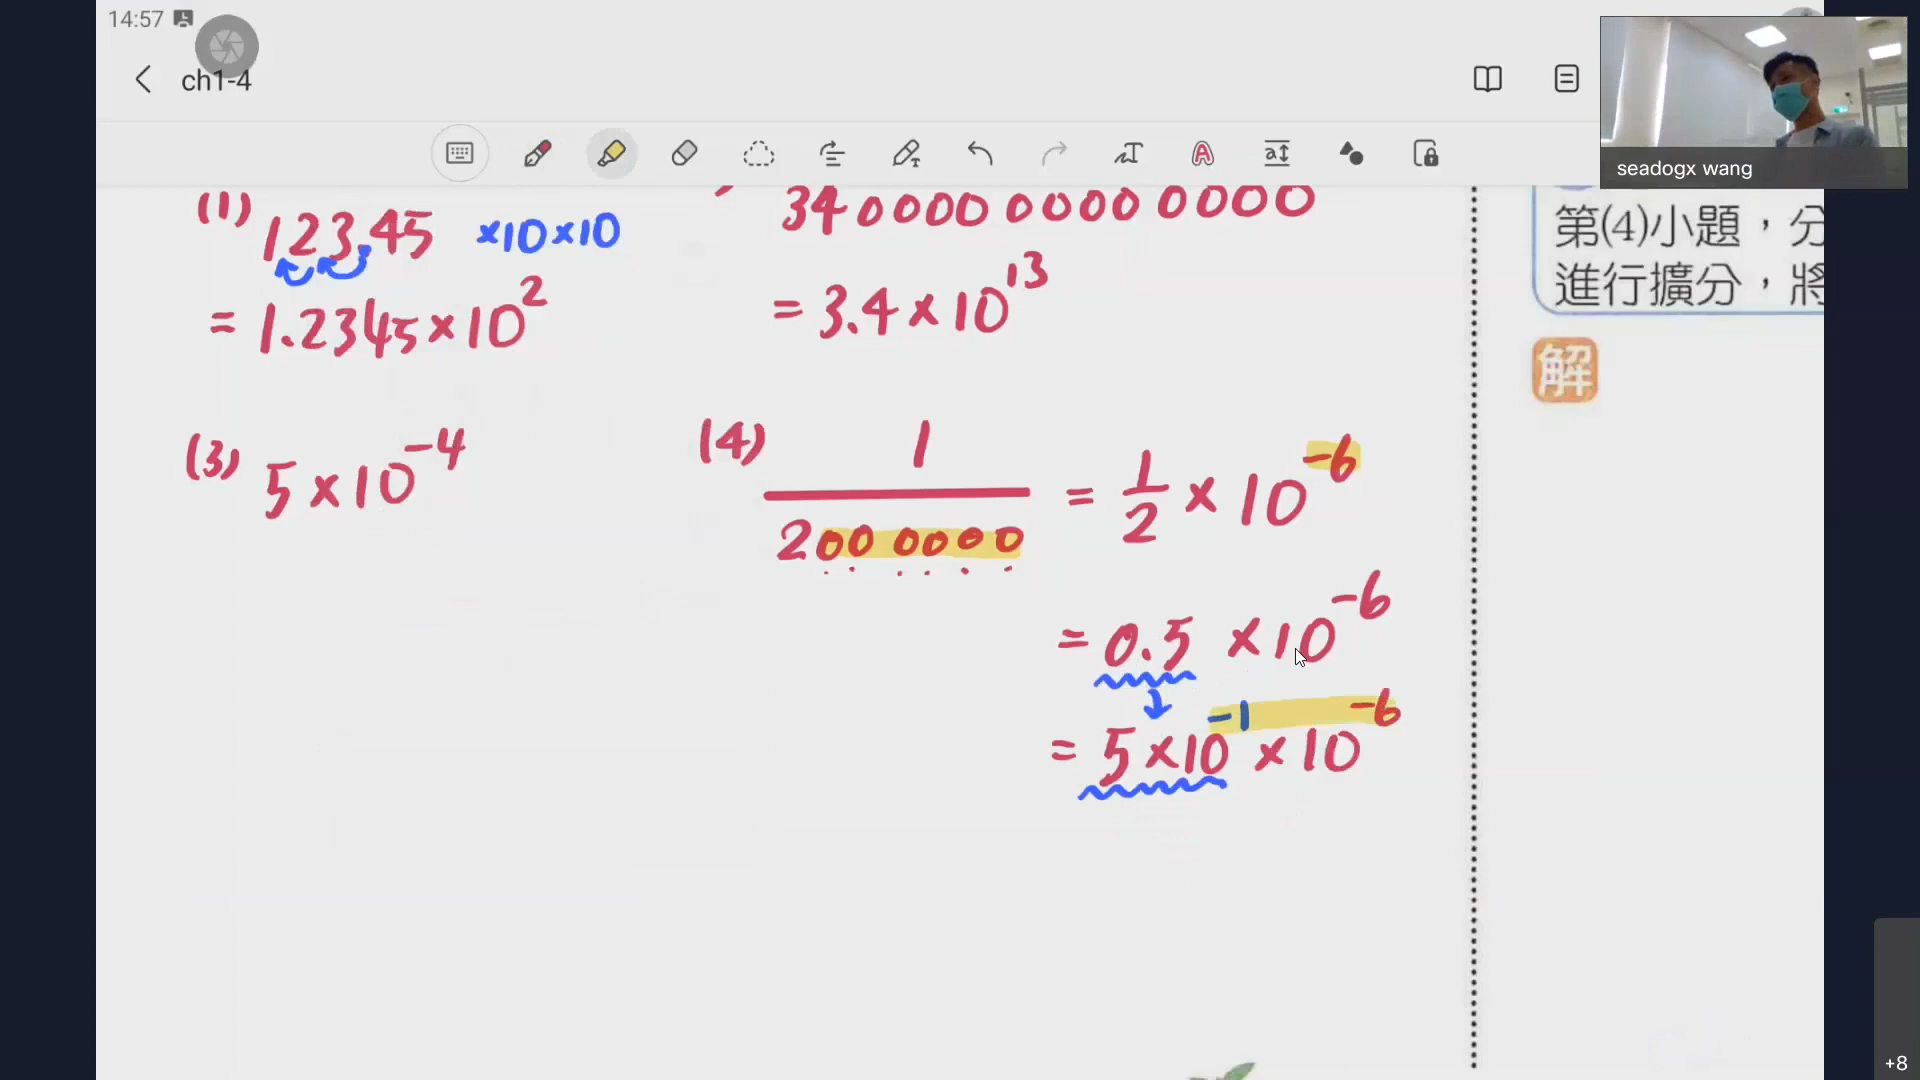 14:57
ch1-4
seadogx wang
(1) 123.45 ×10×10
= 1.2345×10²
34000000000000
= 3.4×10¹³
(3) 5×10⁻⁴
(4) 1/2000000 = 1/2 × 10⁻⁶
= 0.5 ×10⁻⁶
= 5×10⁻¹ ×10⁻⁶
第(4)小題,分
進行擴分,將
解
+8